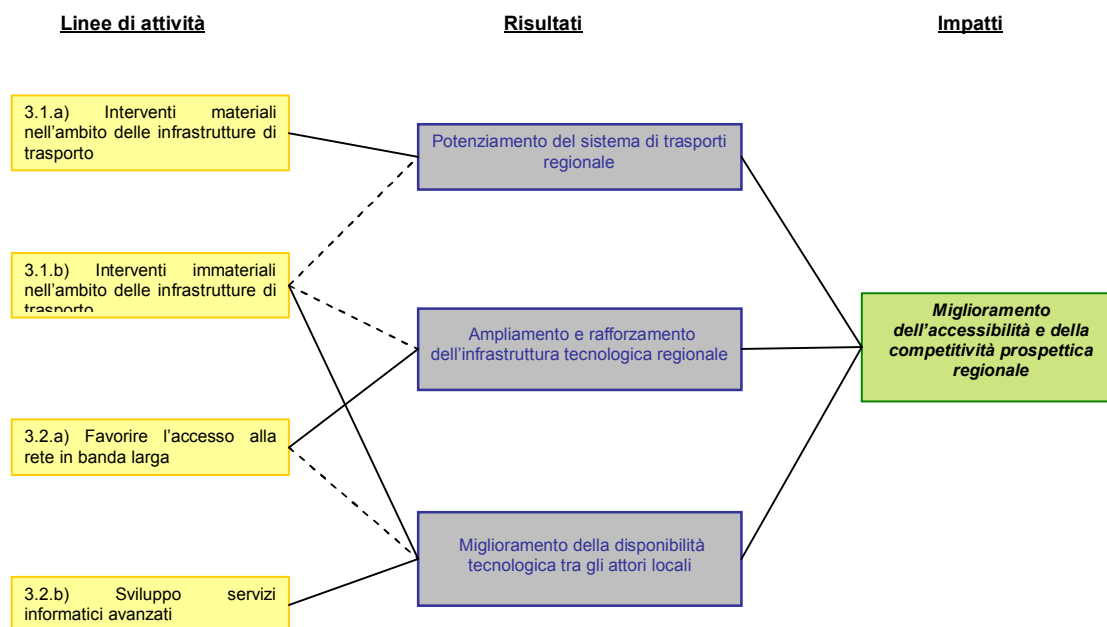 Linee di attività
Risultati
Impatti
3.1.a) Interventi materiali
nell'ambito delle infrastrutture di
trasporto
Potenziamento del sistema di trasporti
regionale
3.1.b) Interventi immateriali
nell'ambito delle infrastrutture di
trasporto
Ampliamento e rafforzamento
dell'infrastruttura tecnologica regionale
Miglioramento
dell'accessibilità e della
competitività prospettica
regionale
3.2.a) Favorire l'accesso alla
rete in banda larga
Miglioramento della disponibilità
tecnologica tra gli attori locali
3.2.b) Sviluppo servizi
informatici avanzati